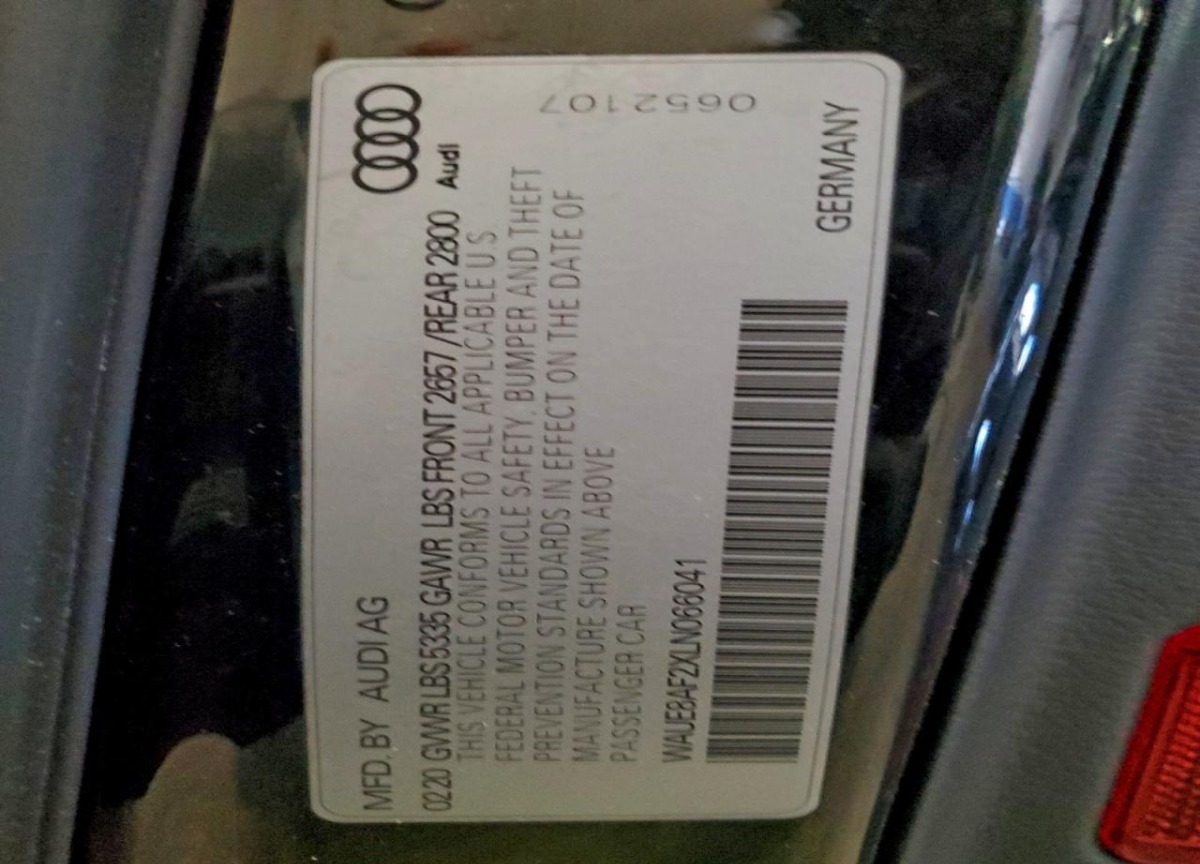 MFD. BY AUDI AG
0220 GVWR LBS 5335 GAWR LBS FRONT 2657 / REAR 2800
Audi
THIS VEHICLE CONFORMS TO ALL APPLICABLE U S
FEDERAL MOTOR VEHICLE SAFETY, BUMPER AND THEFT
PREVENTION STANDARDS IN EFFECT ON THE DATE OF
MANUFACTURE SHOWN ABOVE
PASSENGER CAR
0652107
WAUE8AF2XLN066041
GERMANY